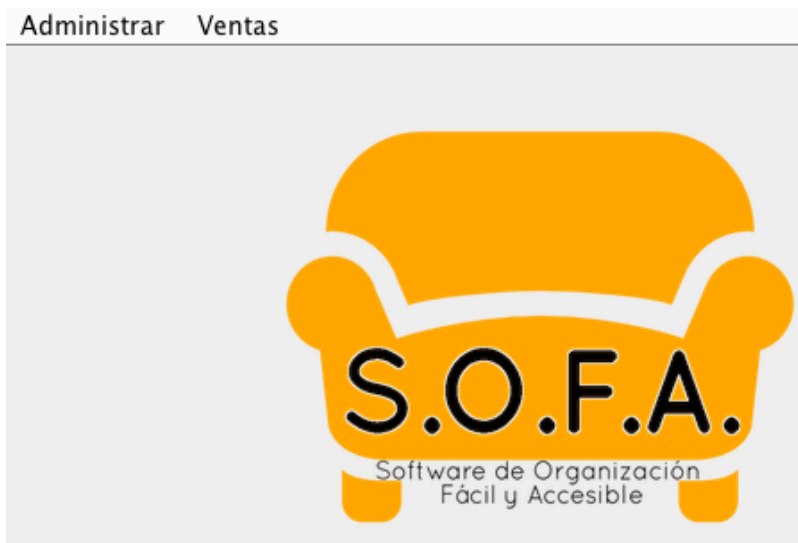 Administrar Ventas
S.O.F.A.
Software de Organización
Fácil y Accesible